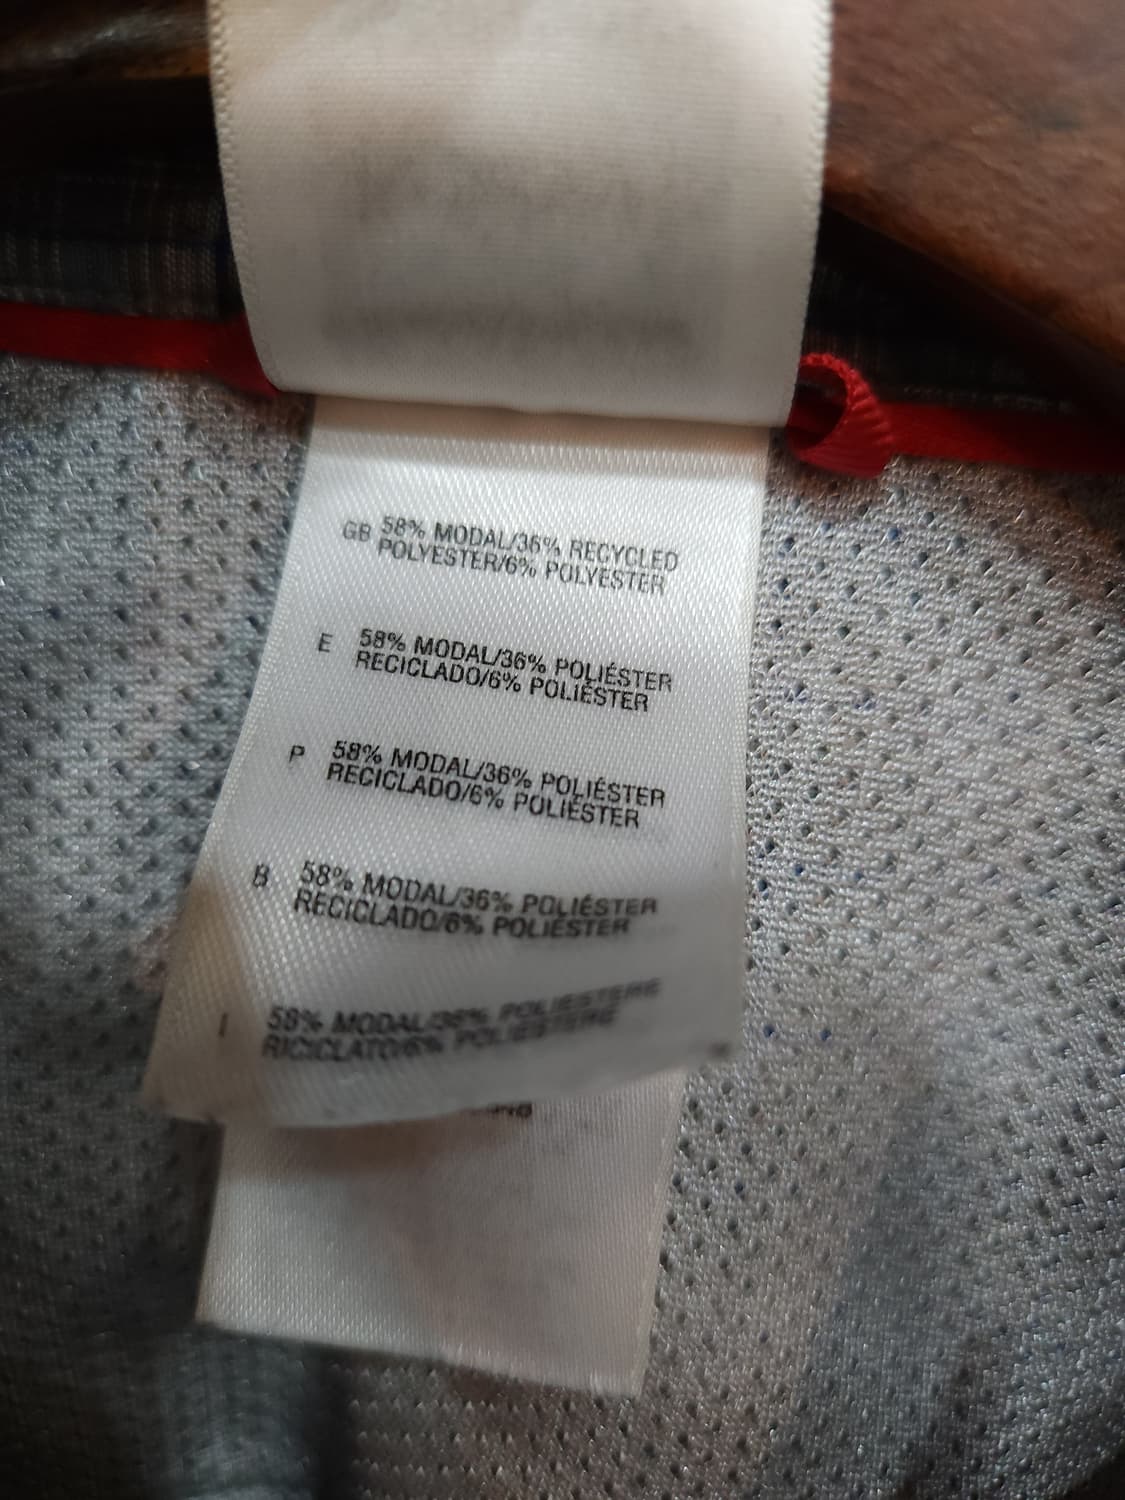 GB 58% MODAL/36% RECYCLED
POLYESTER/6% POLYESTER
E 58% MODAL/36% POLIÉSTER
RECICLADO/6% POLIÉSTER
P 58% MODAL/36% POLIÉSTER
RECICLADO/6% POLIÉSTER
B 58% MODAL/36% POLIÉSTER
RECICLADO/6% POLIÉSTER
I 58% MODAL/36% POLIESTERE
RICICLATO/6% POLIESTERE